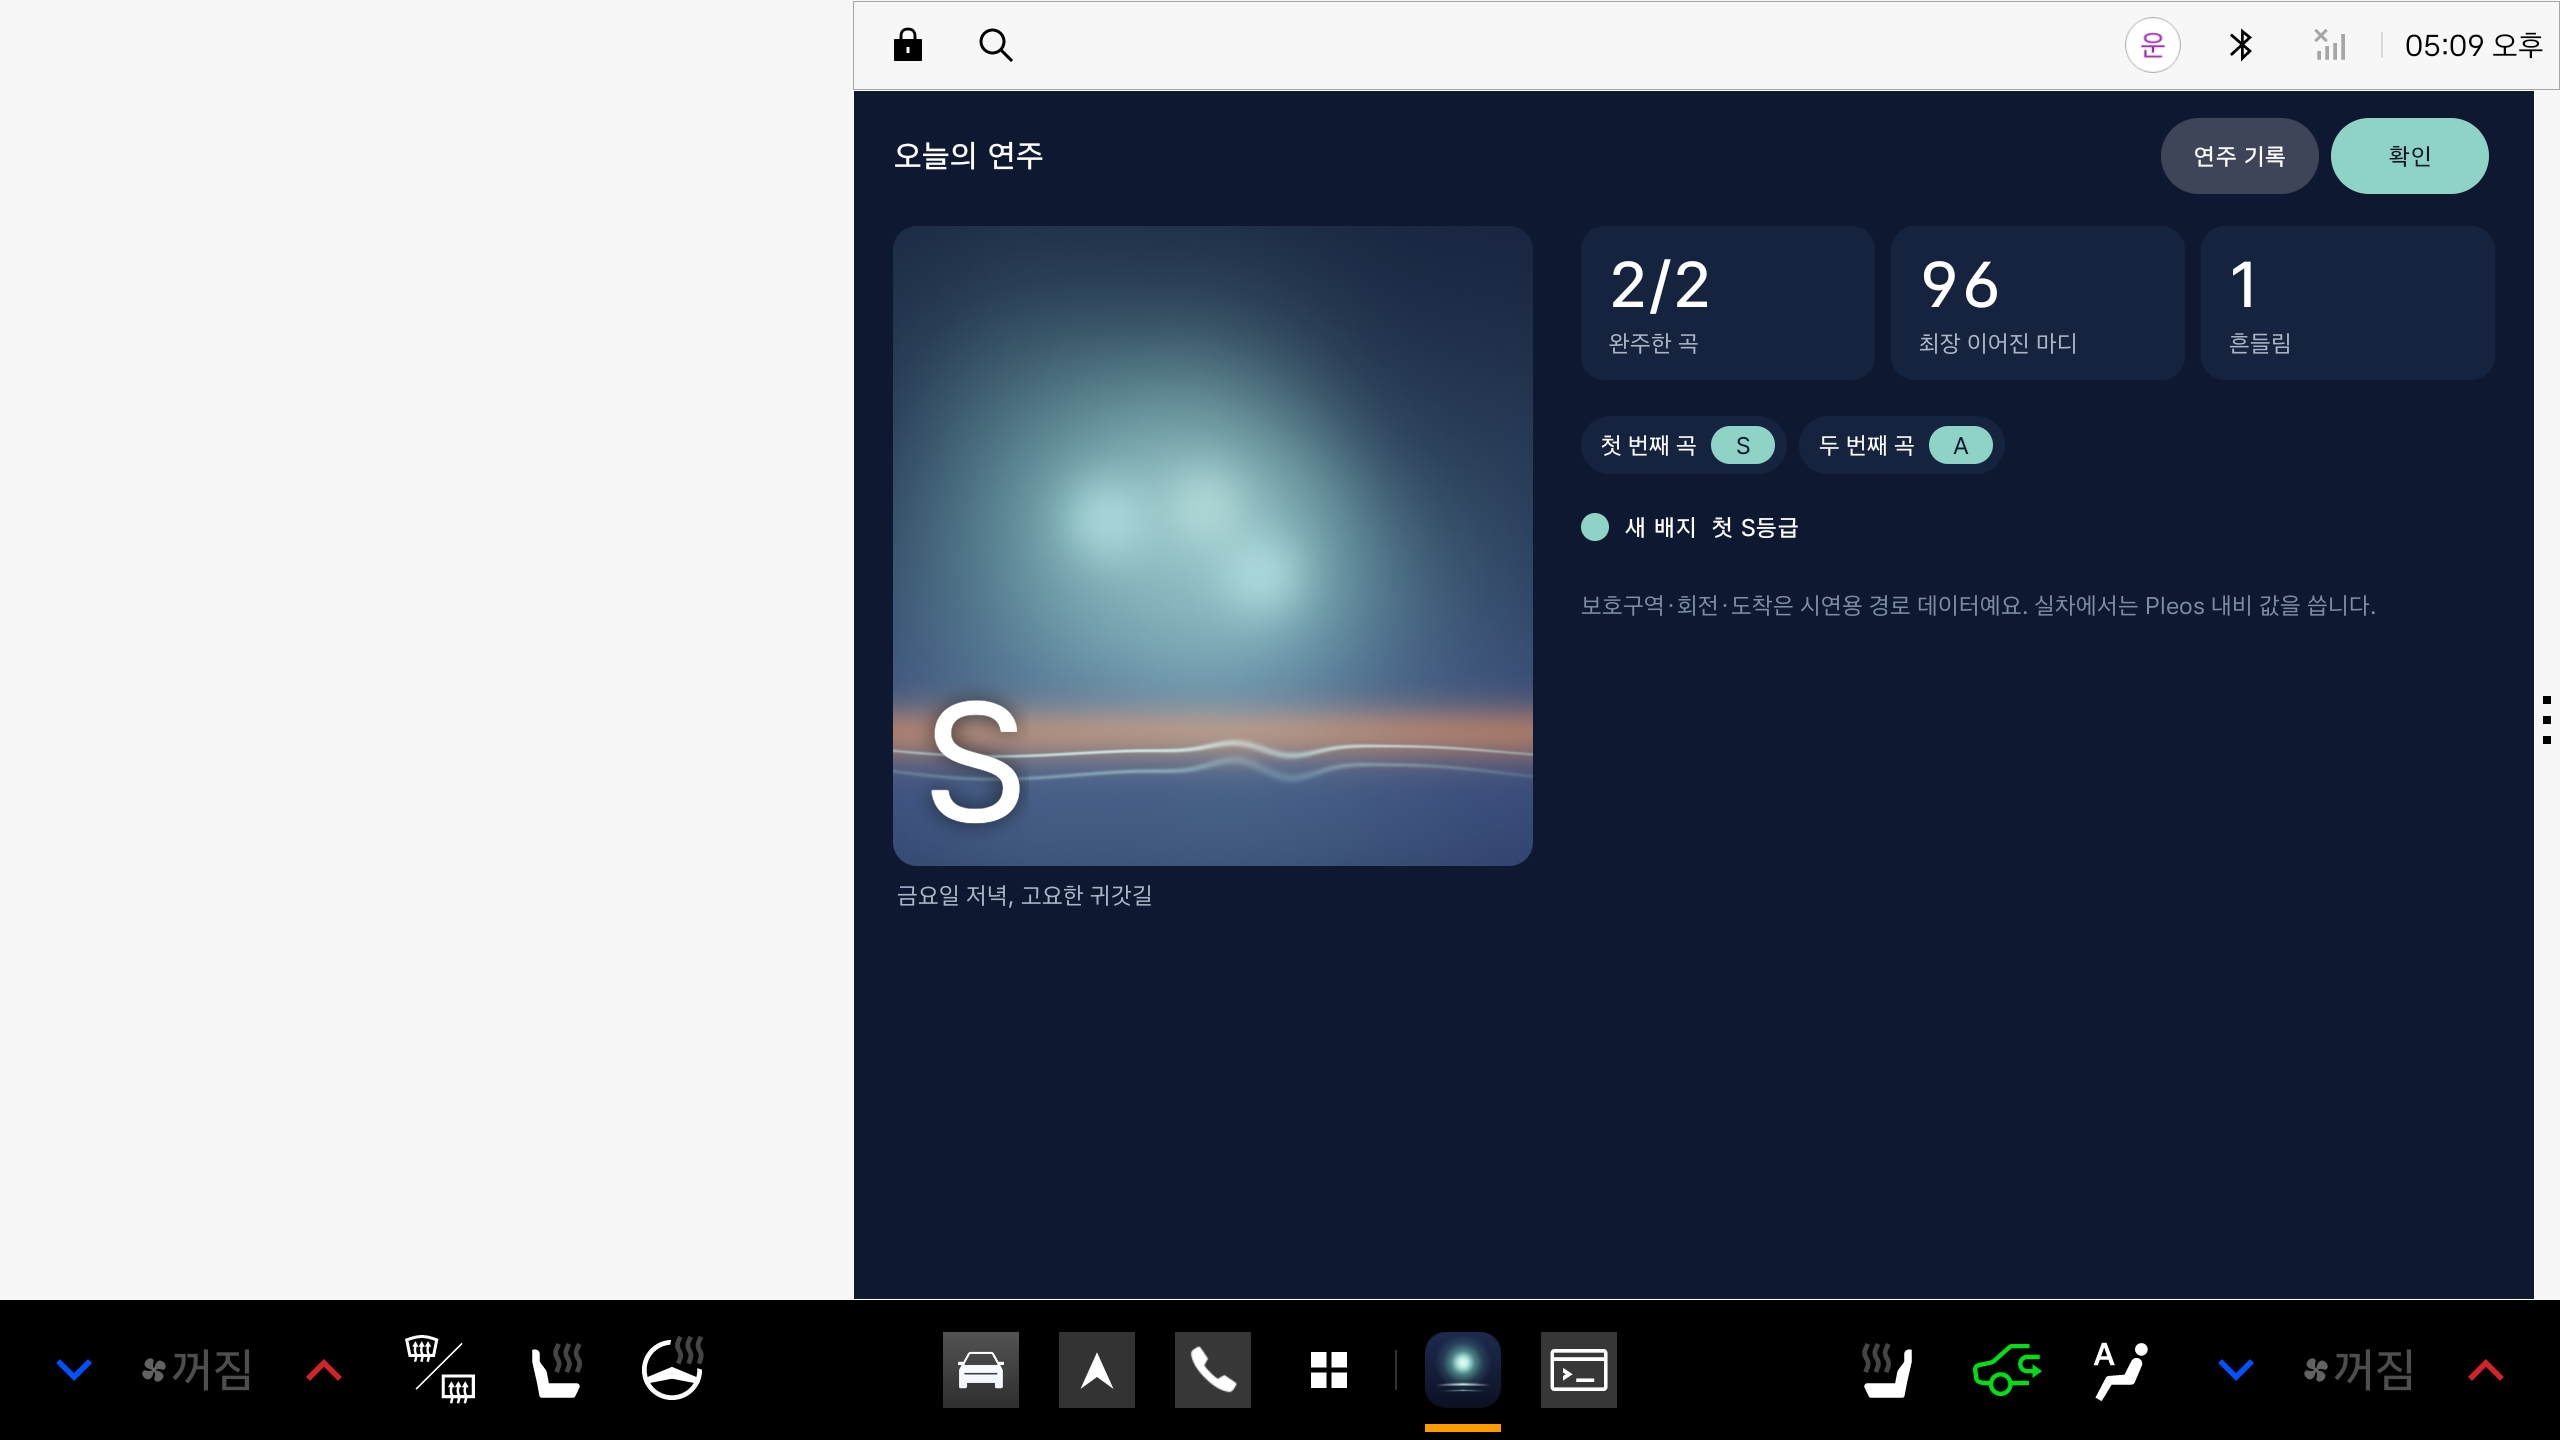 운
05:09 오후
오늘의 연주
연주 기록
확인
2/2
완주한 곡
96
최장 이어진 마디
1
흔들림
첫 번째 곡 S
두 번째 곡 A
새 배지 첫 S등급
보호구역·회전·도착은 시연용 경로 데이터예요. 실차에서는 Pleos 내비 값을 씁니다.
S
금요일 저녁, 고요한 귀갓길
꺼짐
A
꺼짐